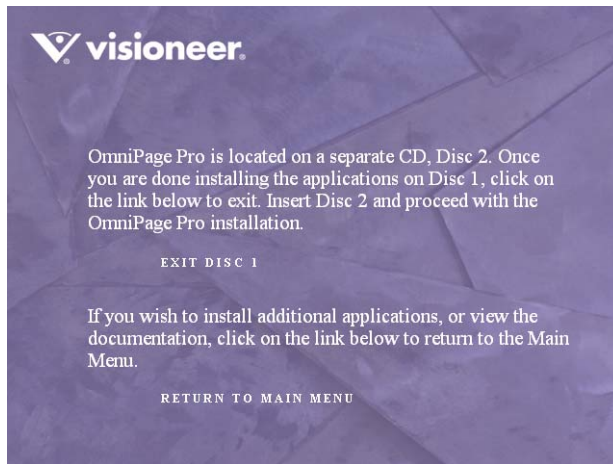 visioneer.
OmniPage Pro is located on a separate CD, Disc 2. Once
you are done installing the applications on Disc 1, click on
the link below to exit. Insert Disc 2 and proceed with the
OmniPage Pro installation.
EXIT DISC 1
If you wish to install additional applications, or view the
documentation, click on the link below to return to the Main
Menu.
RETURN TO MAIN MENU